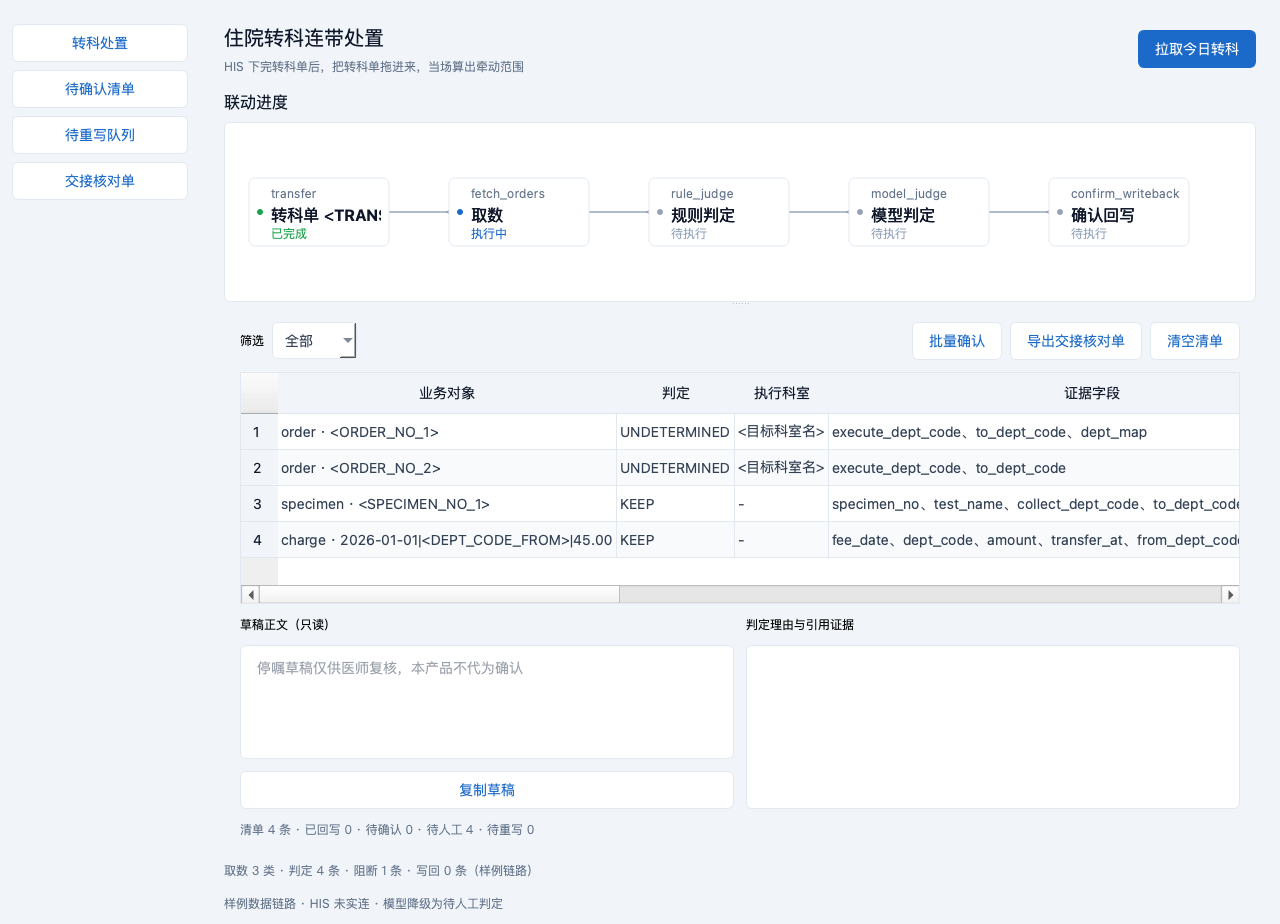 转科处置
待确认清单
待重写队列
交接核对单
住院转科连带处置
HIS 下完转科单后，把转科单拖进来，当场算出牵动范围
拉取今日转科
联动进度
transfer
转科单 <TRANS
已完成
fetch_orders
取数
执行中
rule_judge
规则判定
待执行
model_judge
模型判定
待执行
confirm_writeback
确认回写
待执行
筛选 全部 批量确认 导出交接核对单 清空清单
业务对象 判定 执行科室 证据字段
1 order · <ORDER_NO_1> UNDETERMINED <目标科室名> execute_dept_code、to_dept_code、dept_map
2 order · <ORDER_NO_2> UNDETERMINED <目标科室名> execute_dept_code、to_dept_code
3 specimen · <SPECIMEN_NO_1> KEEP - specimen_no、test_name、collect_dept_code、to_dept_code
4 charge · 2026-01-01|<DEPT_CODE_FROM>|45.00 KEEP - fee_date、dept_code、amount、transfer_at、from_dept_code
草稿正文（只读） 判定理由与引用证据
停嘱草稿仅供医师复核，本产品不代为确认
复制草稿
清单 4 条 · 已回写 0 · 待确认 0 · 待人工 4 · 待重写 0
取数 3 类 · 判定 4 条 · 阻断 1 条 · 写回 0 条（样例链路）
样例数据链路 · HIS 未实连 · 模型降级为待人工判定